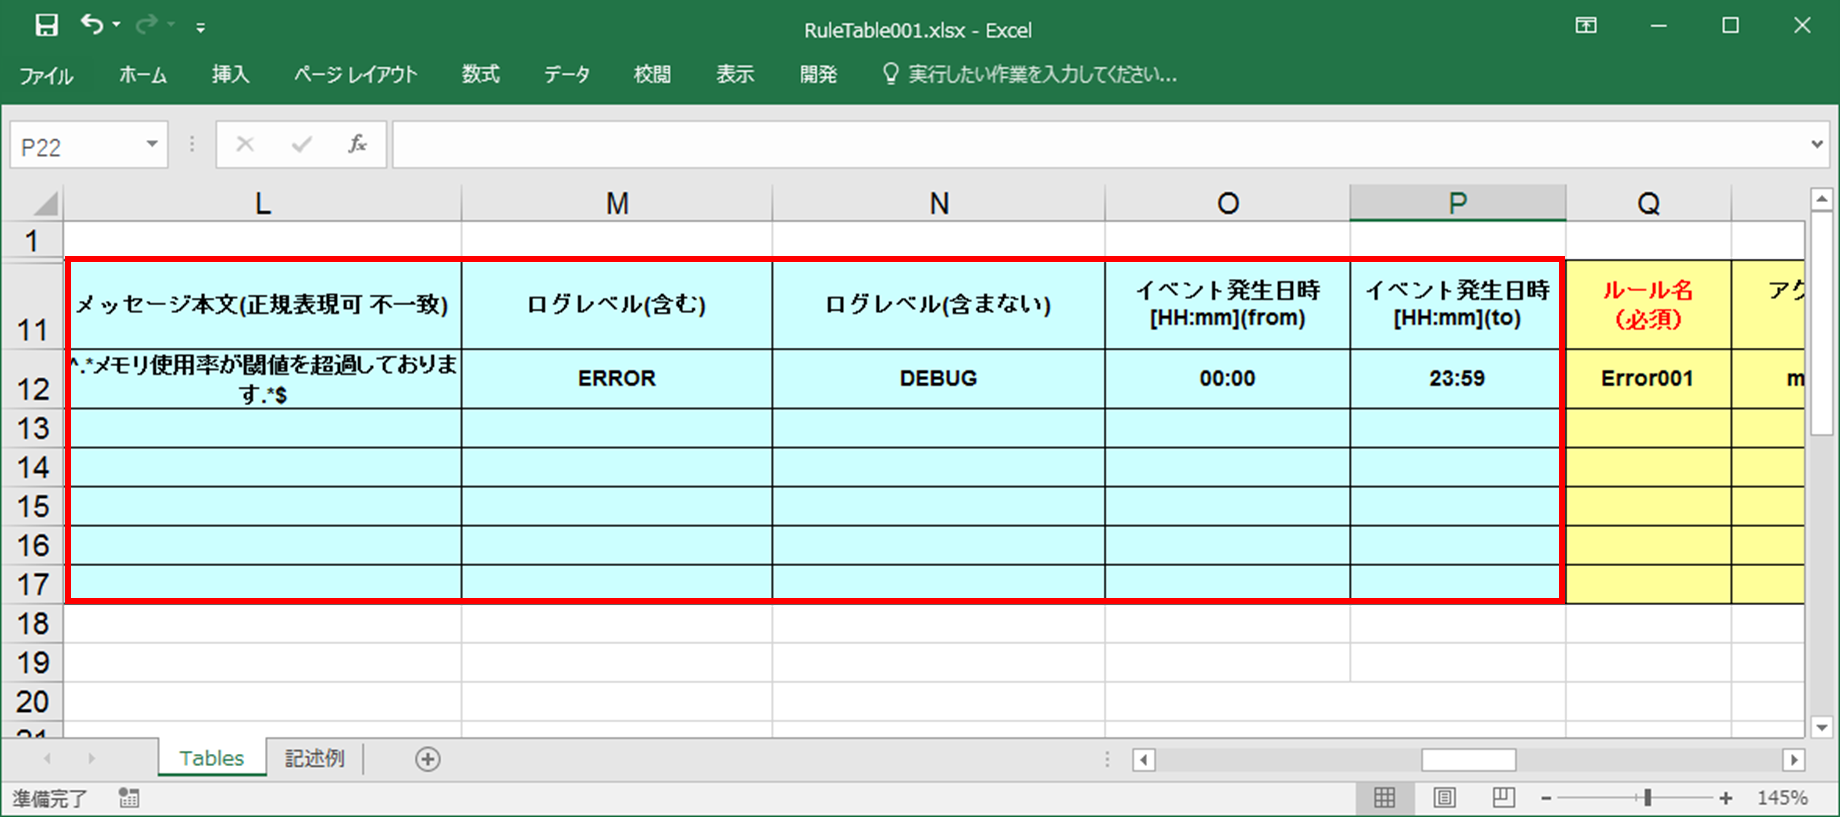 RuleTable001.xlsx - Excel
ファイル ホーム 挿入 ページ レイアウト 数式 データ 校閲 表示 開発 実行したい作業を入力してください...
P22 fx
L M N O P Q
1
11 メッセージ本文(正規表現可 不一致) ログレベル(含む) ログレベル(含まない) イベント発生日時 [HH:mm](from) イベント発生日時 [HH:mm](to) ルール名 (必須)
12 ^.*メモリ使用率が閾値を超過しております.*$ ERROR DEBUG 00:00 23:59 Error001
13
14
15
16
17
18
19
20
Tables 記述例
準備完了 145%